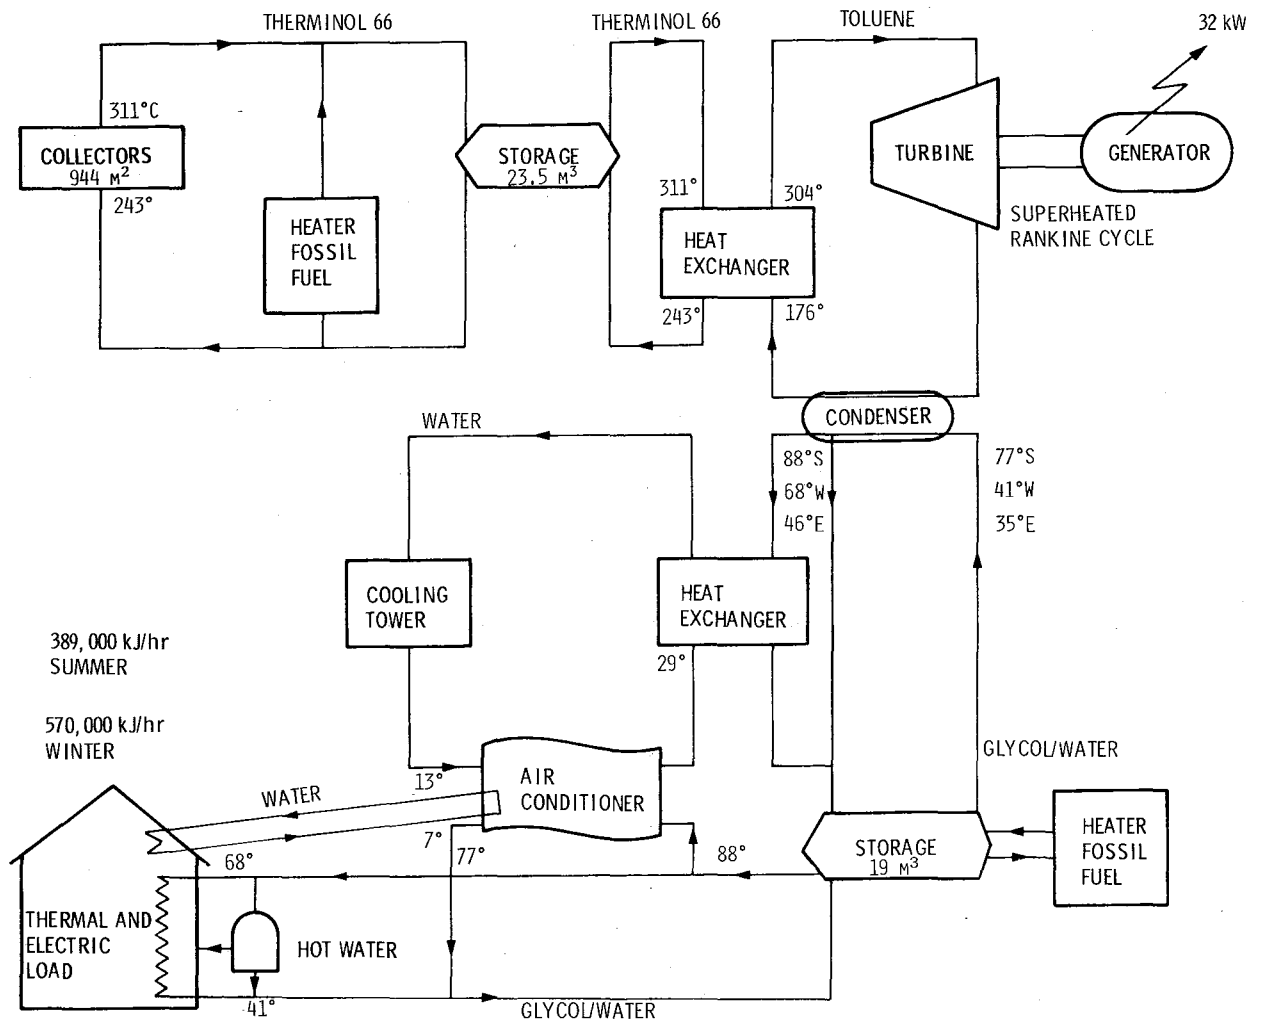 THERMINOL 66
THERMINOL 66
TOLUENE
32 kW
311°C
COLLECTORS
944 M²
243°
HEATER
FOSSIL
FUEL
STORAGE
23.5 M³
311°
304°
HEAT
EXCHANGER
243°
176°
TURBINE
GENERATOR
SUPERHEATED
RANKINE CYCLE
CONDENSER
WATER
88°S
68°W
46°E
77°S
41°W
35°E
COOLING
TOWER
HEAT
EXCHANGER
29°
389,000 kJ/hr
SUMMER
570,000 kJ/hr
WINTER
GLYCOL/WATER
13°
AIR
CONDITIONER
WATER
7°
77°
68°
88°
STORAGE
19 M³
HEATER
FOSSIL
FUEL
THERMAL AND
ELECTRIC
LOAD
HOT WATER
41°
GLYCOL/WATER